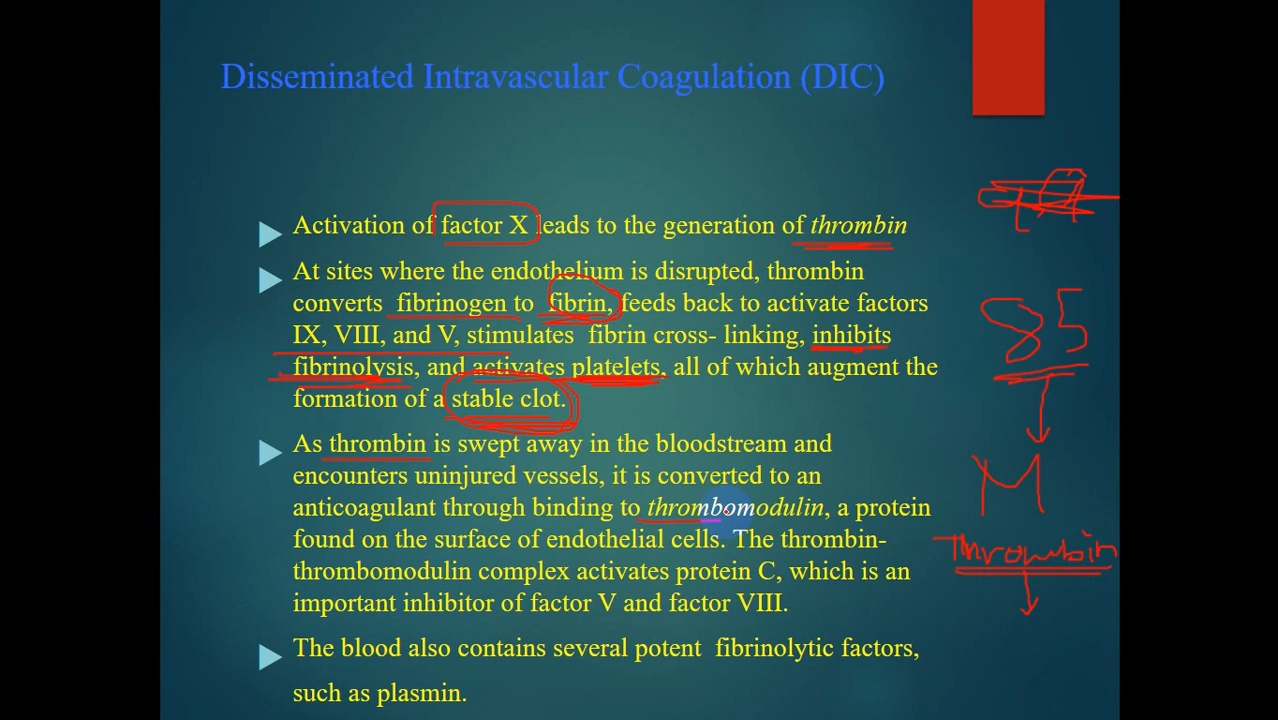 Disseminated Intravascular Coagulation (DIC)
Activation of factor X leads to the generation of thrombin
At sites where the endothelium is disrupted, thrombin
converts fibrinogen to fibrin, feeds back to activate factors
IX, VIII, and V, stimulates fibrin cross- linking, inhibits
fibrinolysis, and activates platelets, all of which augment the
formation of a stable clot.
As thrombin is swept away in the bloodstream and
encounters uninjured vessels, it is converted to an
anticoagulant through binding to thrombomodulin, a protein
found on the surface of endothelial cells. The thrombin-
thrombomodulin complex activates protein C, which is an
important inhibitor of factor V and factor VIII.
The blood also contains several potent fibrinolytic factors,
such as plasmin.
85
M
Thrombin